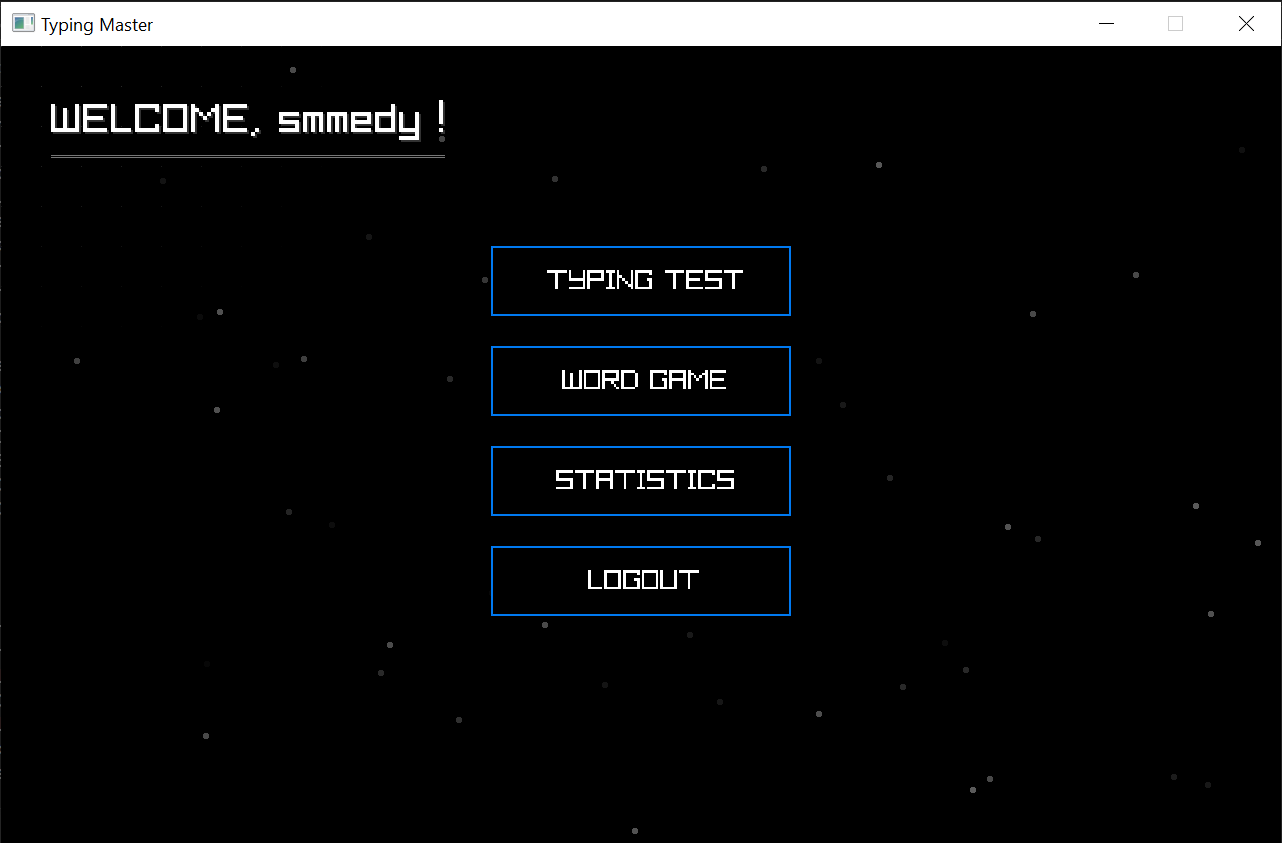 Typing Master
WELCOME, smmedy !
TYPING TEST
WORD GAME
STATISTICS
LOGOUT